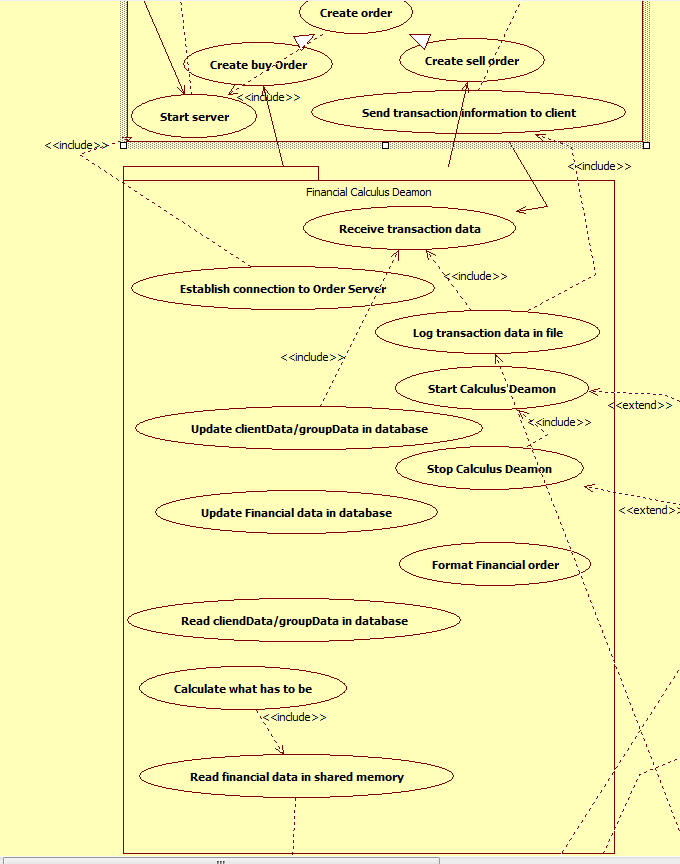 Create order
Create buy Order
Create sell order
<<include>>
Start server
Send transaction information to client
<<include>>
<<include>>
Financial Calculus Deamon
Receive transaction data
<<include>>
Establish connection to Order Server
Log transaction data in file
<<include>>
Start Calculus Deamon
<<extend>>
<<include>>
Update clientData/groupData in database
Stop Calculus Deamon
<<extend>>
Update Financial data in database
Format Financial order
Read cliendData/groupData in database
Calculate what has to be
<<include>>
Read financial data in shared memory